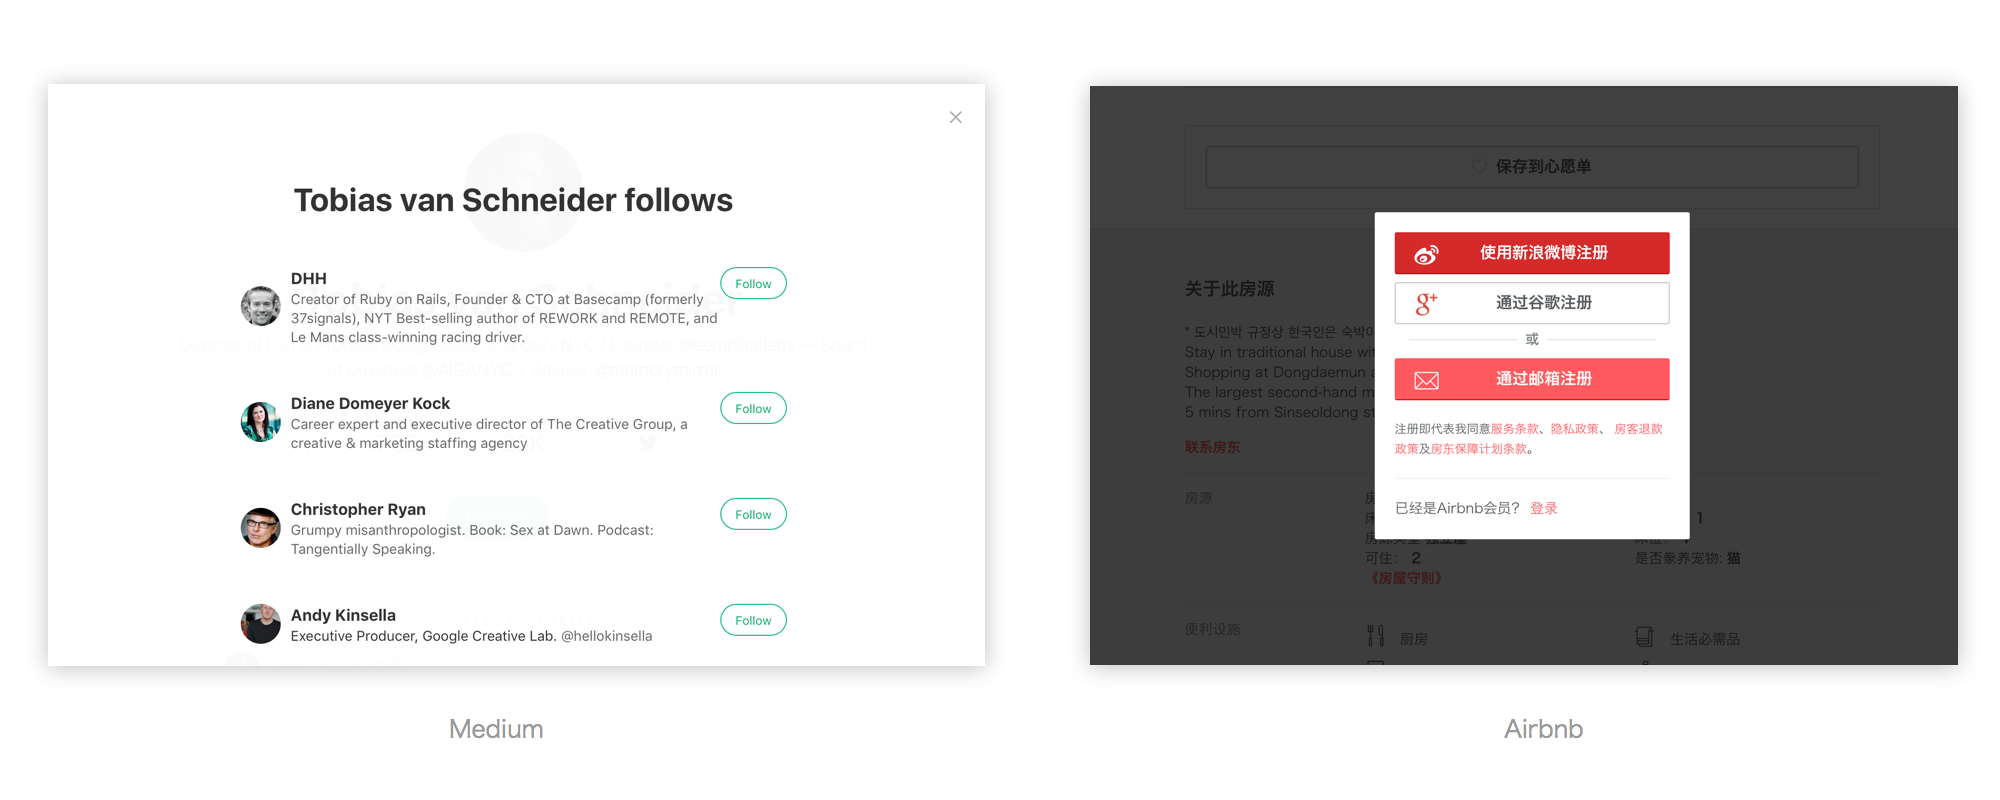 Tobias van Schneider follows
DHH
Creator of Ruby on Rails, Founder & CTO at Basecamp (formerly
37signals), NYT Best-selling author of REWORK and REMOTE, and
Le Mans class-winning racing driver.
Follow
Diane Domeyer Kock
Career expert and executive director of The Creative Group, a
creative & marketing staffing agency
Follow
Christopher Ryan
Grumpy misanthropologist. Book: Sex at Dawn. Podcast:
Tangentially Speaking.
Follow
Andy Kinsella
Executive Producer, Google Creative Lab. @hellokinsella
Follow
Medium
保存到心愿单
关于此房源
* 도시민박 규정상 한국인은 숙박이
Stay in traditional house wit
Shopping at Dongdaemun
The largest second-hand m
5 mins from Sinseoldong st
联系房东
房源
1
可住: 2
是否豢养宠物: 猫
《房屋守则》
便利设施
厨房
生活必需品
使用新浪微博注册
g+ 通过谷歌注册
或
通过邮箱注册
注册即代表我同意服务条款、隐私政策、 房客退款
政策及房东保障计划条款。
已经是Airbnb会员? 登录
Airbnb